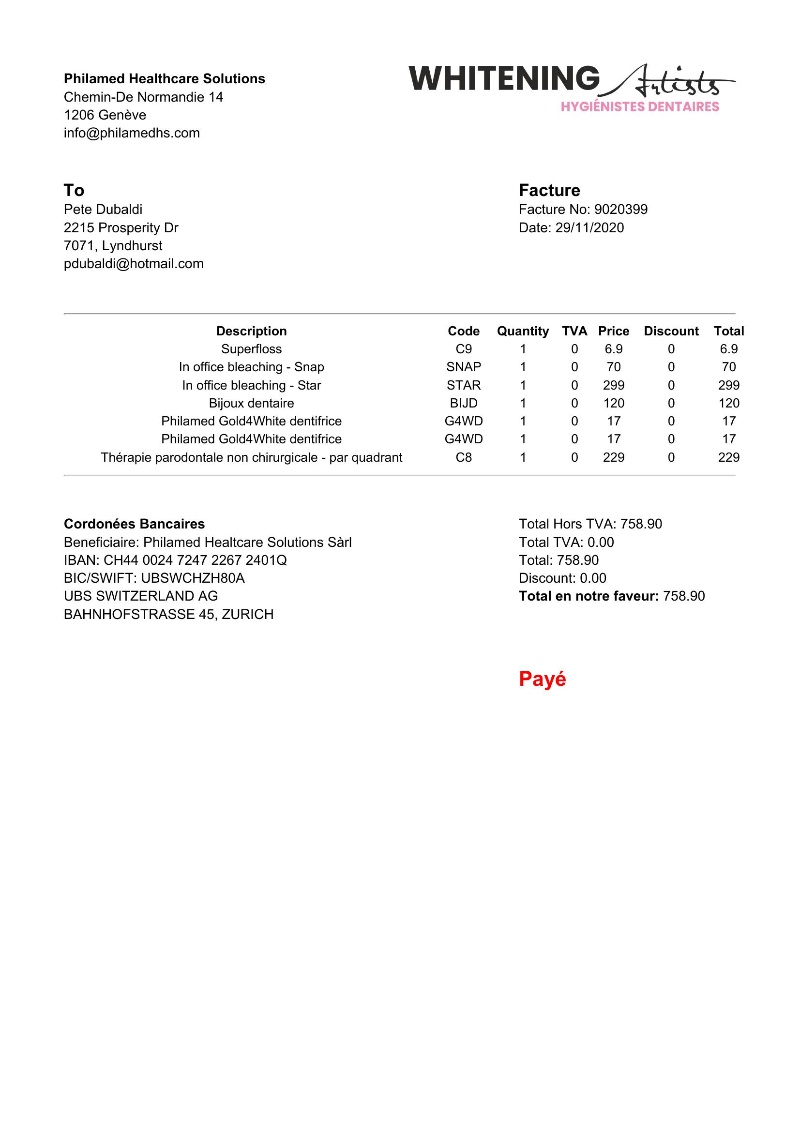 Philamed Healthcare Solutions
Chemin-De Normandie 14
1206 Genève
info@philamedhs.com
WHITENING Artists
HYGIÉNISTES DENTAIRES
To
Pete Dubaldi
2215 Prosperity Dr
7071, Lyndhurst
pdubaldi@hotmail.com
Facture
Facture No: 9020399
Date: 29/11/2020
Description Code Quantity TVA Price Discount Total
Superfloss C9 1 0 6.9 0 6.9
In office bleaching - Snap SNAP 1 0 70 0 70
In office bleaching - Star STAR 1 0 299 0 299
Bijoux dentaire BIJD 1 0 120 0 120
Philamed Gold4White dentifrice G4WD 1 0 17 0 17
Philamed Gold4White dentifrice G4WD 1 0 17 0 17
Thérapie parodontale non chirurgicale - par quadrant C8 1 0 229 0 229
Cordonées Bancaires
Beneficiaire: Philamed Healtcare Solutions Sàrl
IBAN: CH44 0024 7247 2267 2401Q
BIC/SWIFT: UBSWCHZH80A
UBS SWITZERLAND AG
BAHNHOFSTRASSE 45, ZURICH
Total Hors TVA: 758.90
Total TVA: 0.00
Total: 758.90
Discount: 0.00
Total en notre faveur: 758.90
Payé